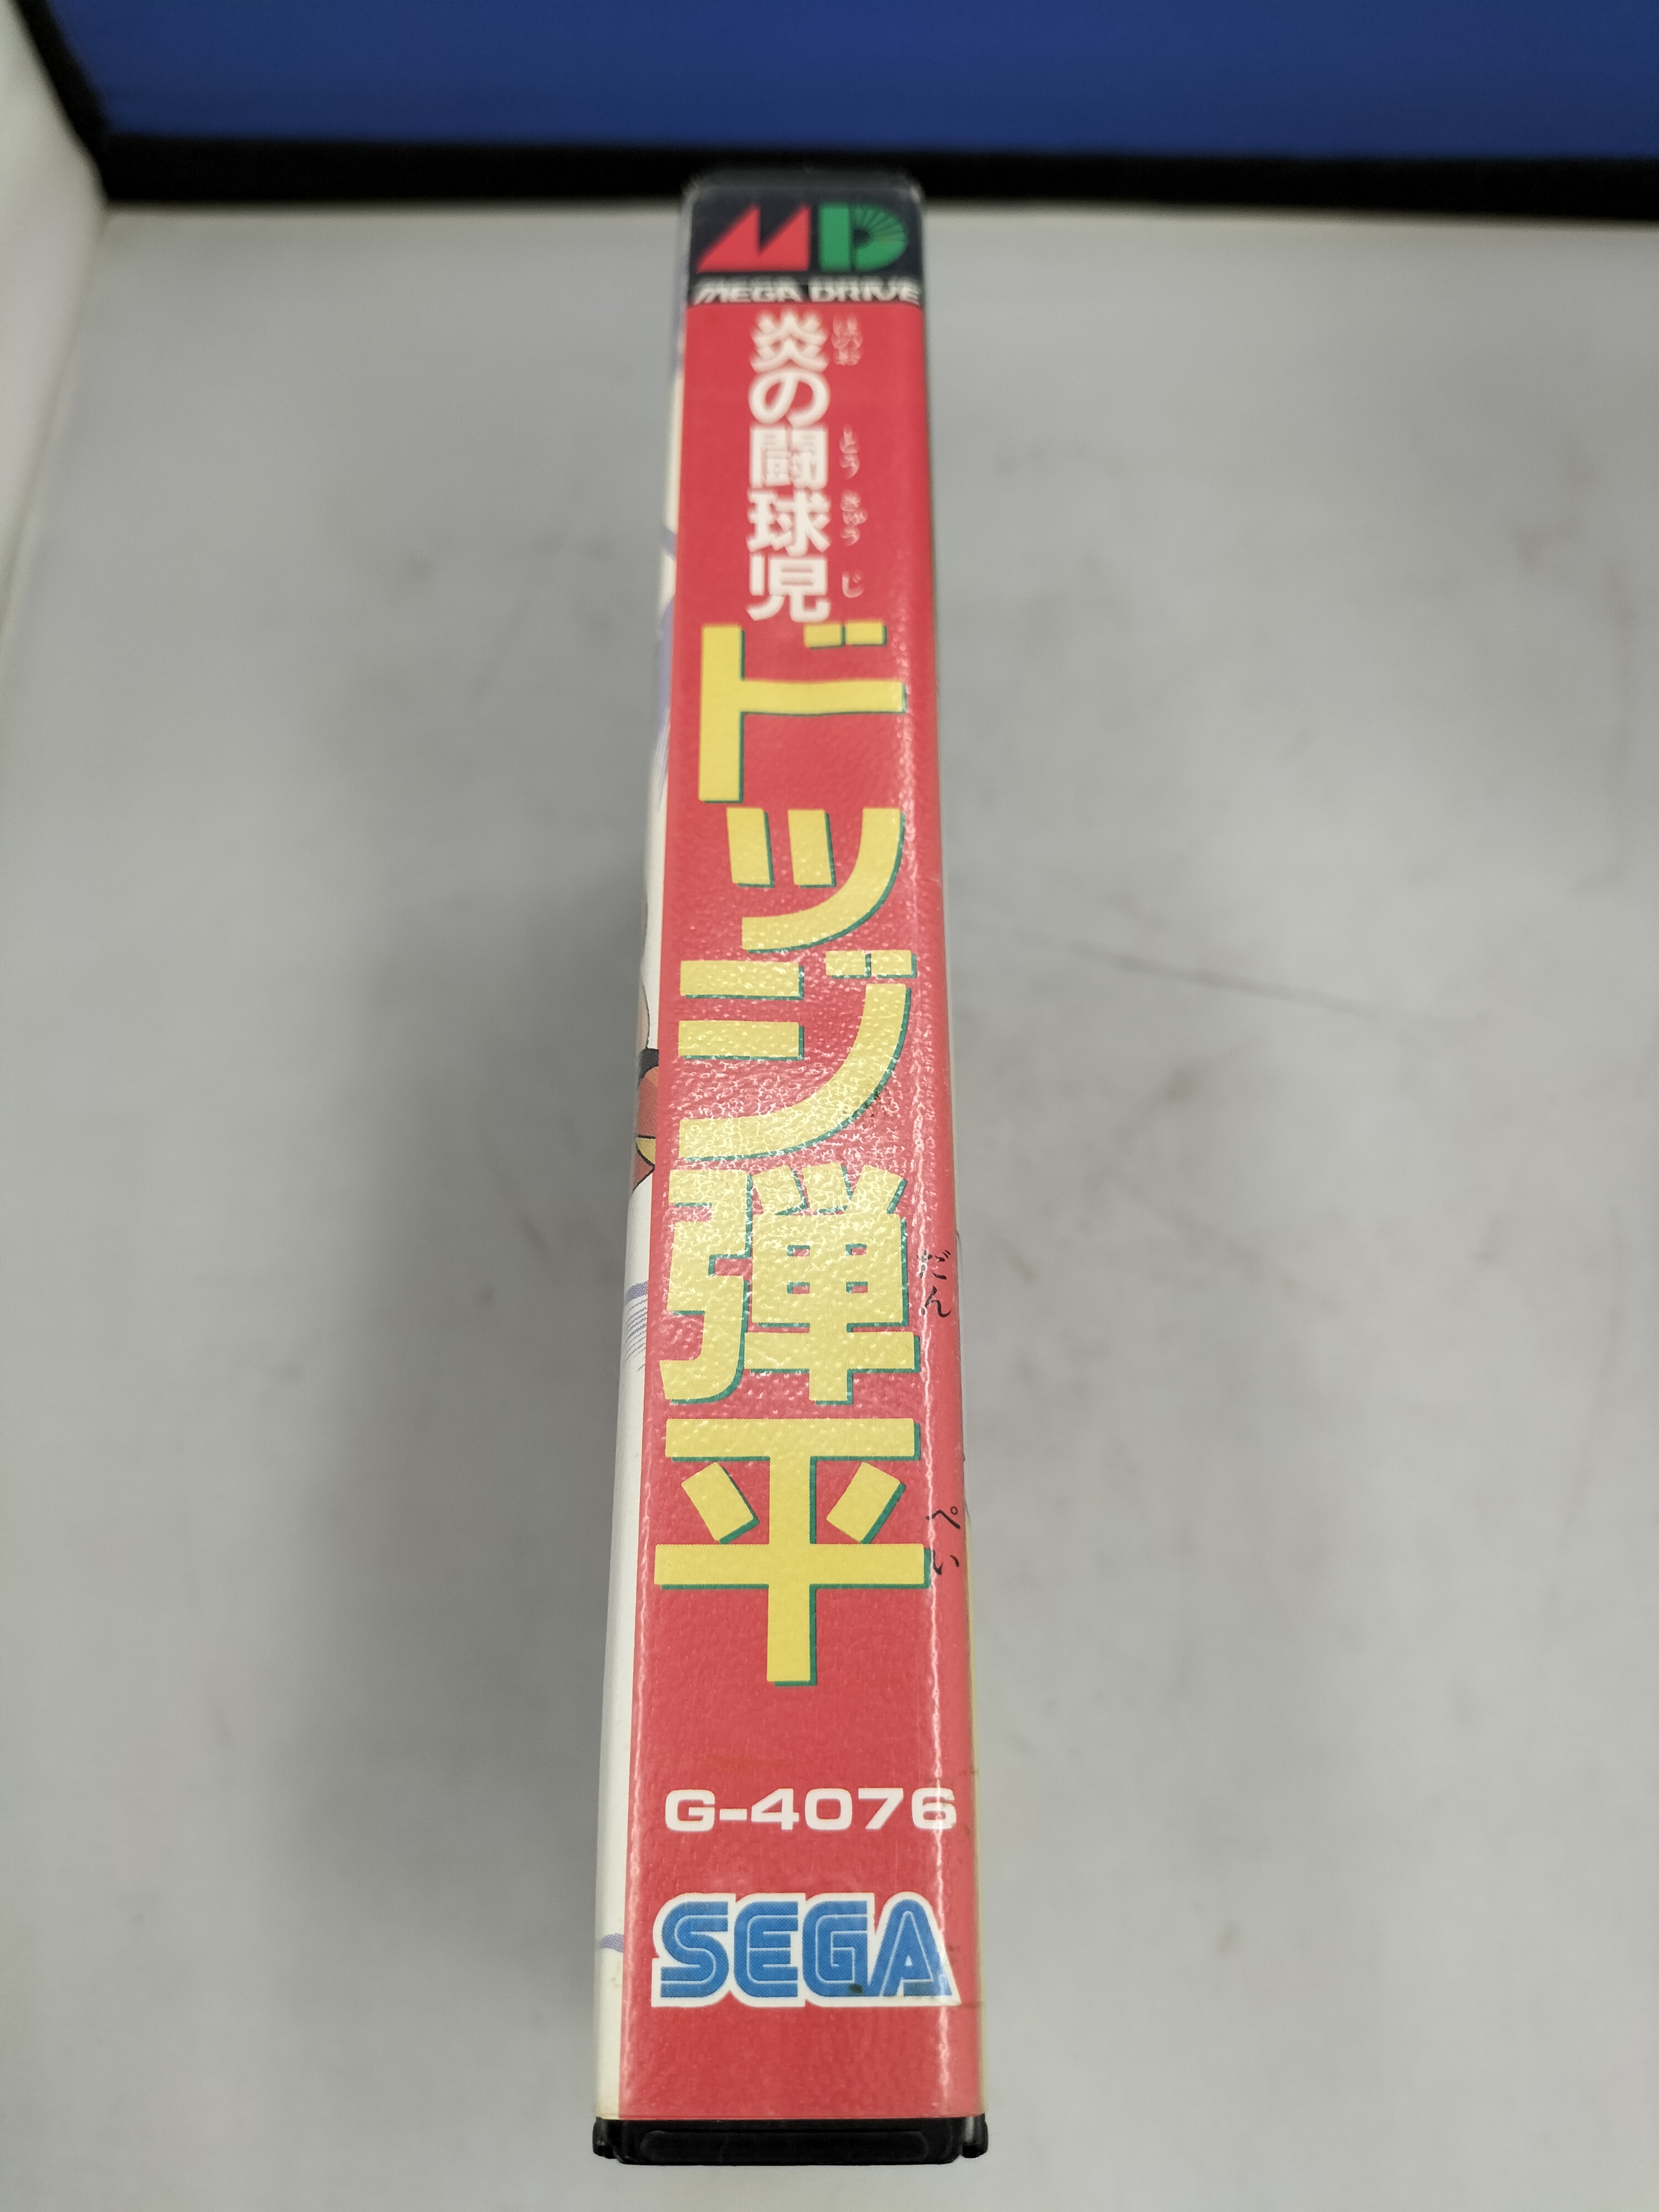 MD
MEGA DRIVE
炎の闘球児
ほのお とうきゅうじ
ドッジ弾平
だんぺい
G-4076
SEGA